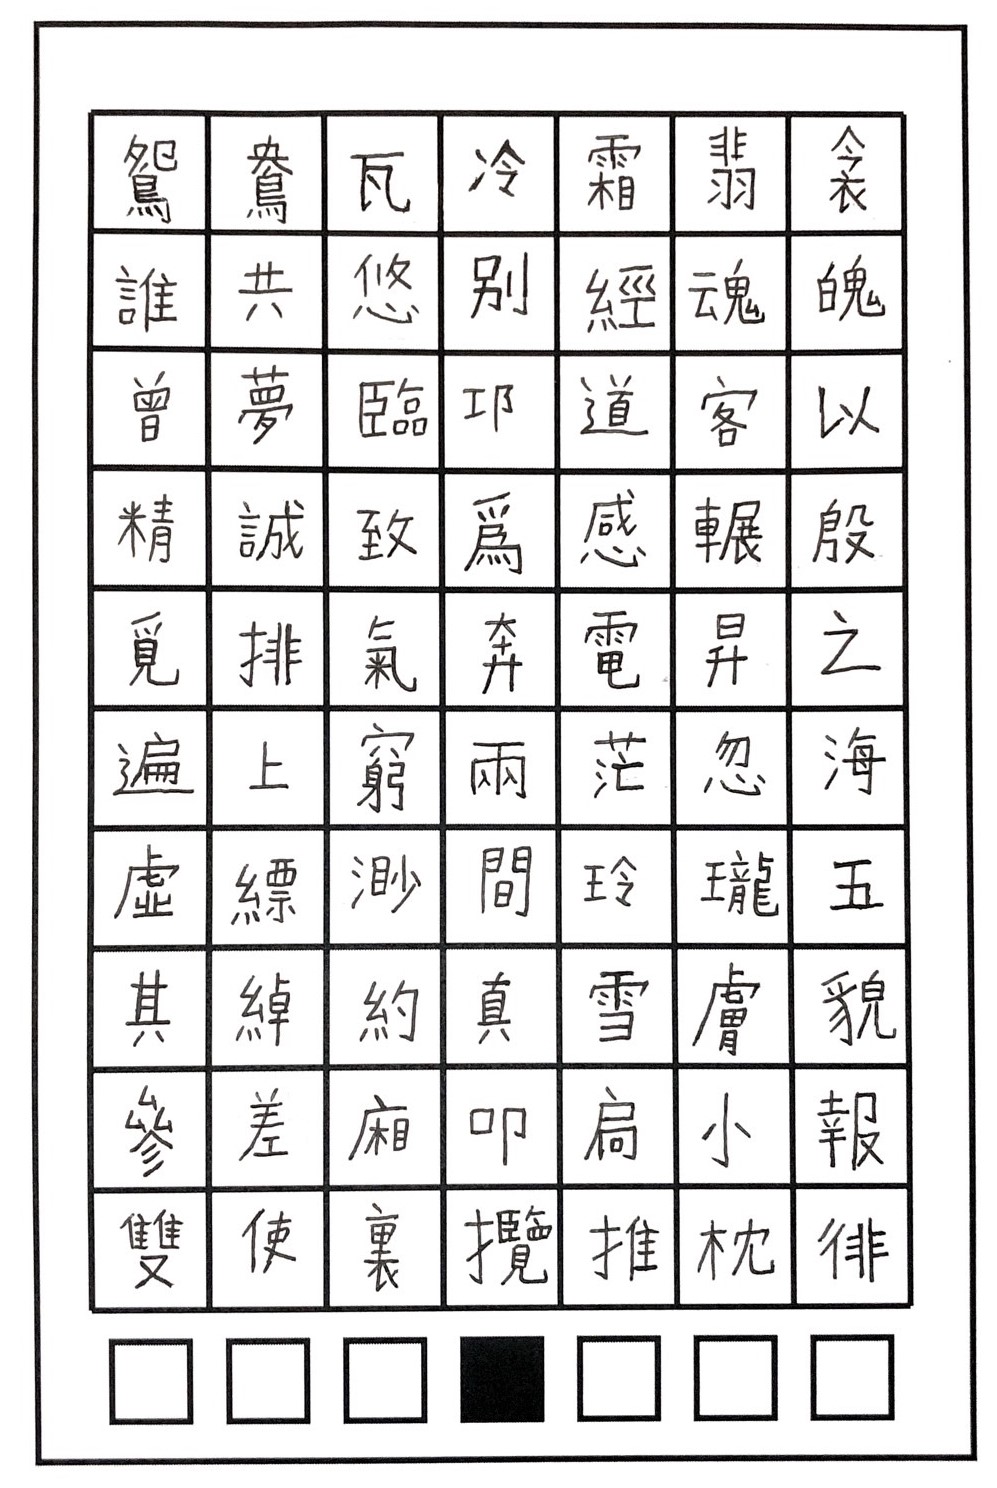 鴛鴦瓦冷霜翡衾
誰共悠别經魂魄
曾夢臨邛道客以
精誠致爲感輾殷
覓排氣奔電昇之
遍上窮兩茫忽海
虛縹渺間玲瓏五
其綽約真雪膚貌
參差廂叩扃小報
雙使裏攬推枕徘